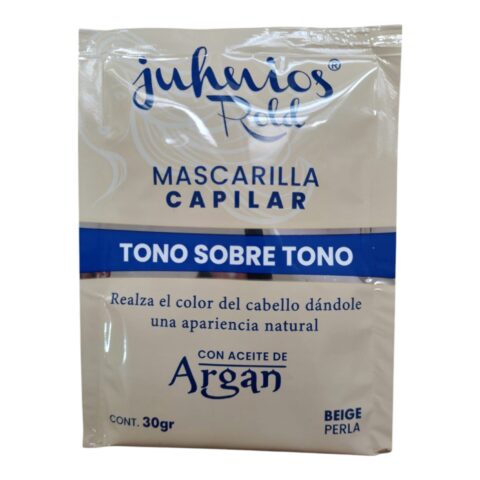 juhnios®
Rold
MASCARILLA
CAPILAR
TONO SOBRE TONO
Realza el color del cabello dándole
una apariencia natural
CON ACEITE DE
Argan
CONT. 30gr
BEIGE
PERLA